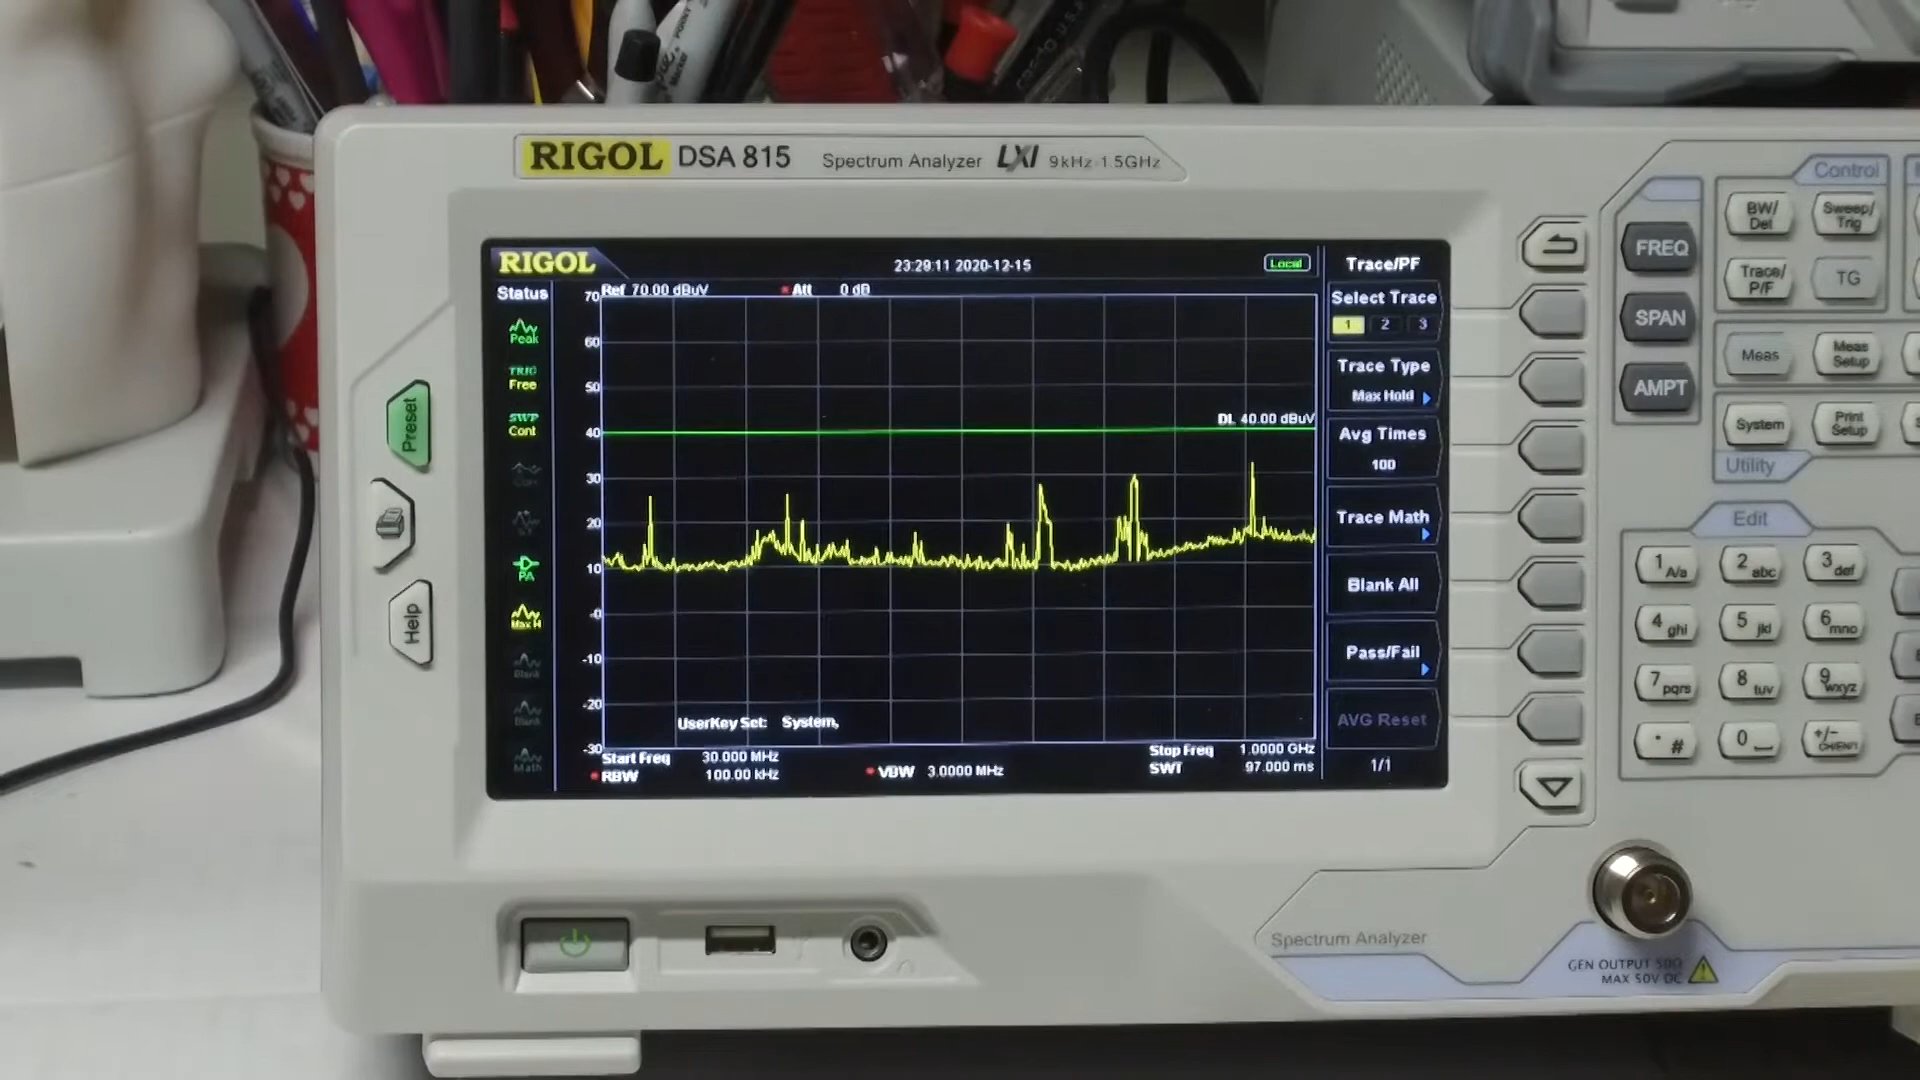 RIGOL DSA 815 Spectrum Analyzer LXI 9kHz-1.5GHz
RIGOL 23:29:11 2020-12-15 Local Trace/PF
Status
Ref 70.00 dBuV Att 0 dB
Peak
TRIG
Free
SWP
Cont
PA
Max H
Blank
Blank
Math
70
60
50
40
30
20
10
-0
-10
-20
-30
DL 40.00 dBuV
UserKey Set: System,
Start Freq 30.000 MHz
RBW 100.00 kHz
VBW 3.0000 MHz
Stop Freq 1.0000 GHz
SWT 97.000 ms
Select Trace
1 2 3
Trace Type
Max Hold
Avg Times
100
Trace Math
Blank All
Pass/Fail
AVG Reset
1/1
Preset
Help
FREQ
SPAN
AMPT
Control
BW/
Det
Sweep/
Trig
Trace/
P/F
TG
Meas
Meas
Setup
System
Print
Setup
Utility
Edit
1 A/a
2 abc
3 def
4 ghi
5 jkl
6 mno
7 pqrs
8 tuv
9 wxyz
. #
0
+/-
Spectrum Analyzer
GEN OUTPUT 50Ω
MAX 50V DC